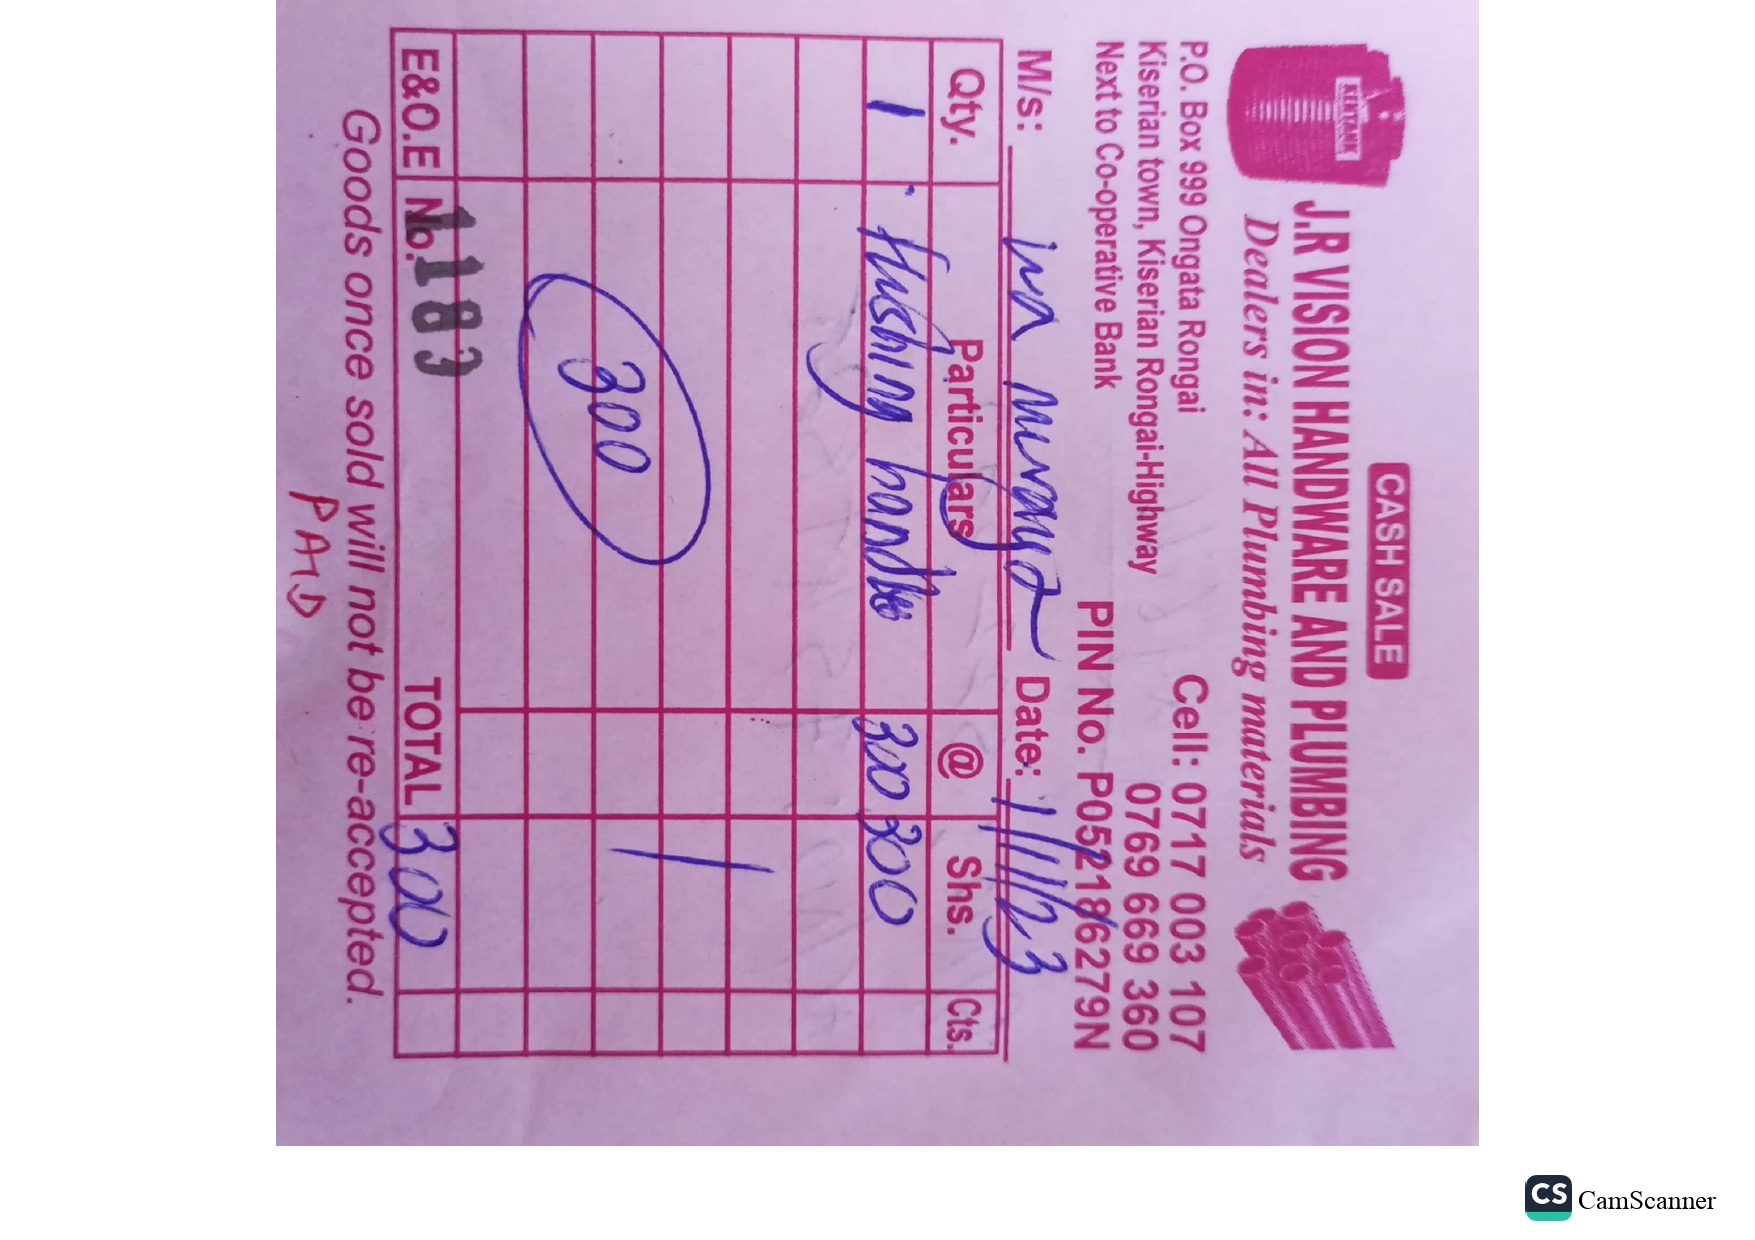 CASH SALE
KENTANK
J.R VISION HANDWARE AND PLUMBING
Dealers in: All Plumbing materials
P.O. Box 999 Ongata Rongai
Kiserian town, Kiserian Rongai-Highway
Next to Co-operative Bank
Cell: 0717 003 107
0769 669 360
PIN No. P052186279N
M/s: Date: 1/11/23
Qty. Particulars @ Shs. Cts.
1 flushing handle 300 300
300
E&O.E No. 1183 TOTAL 300
Goods once sold will not be re-accepted.
PAID
CS CamScanner